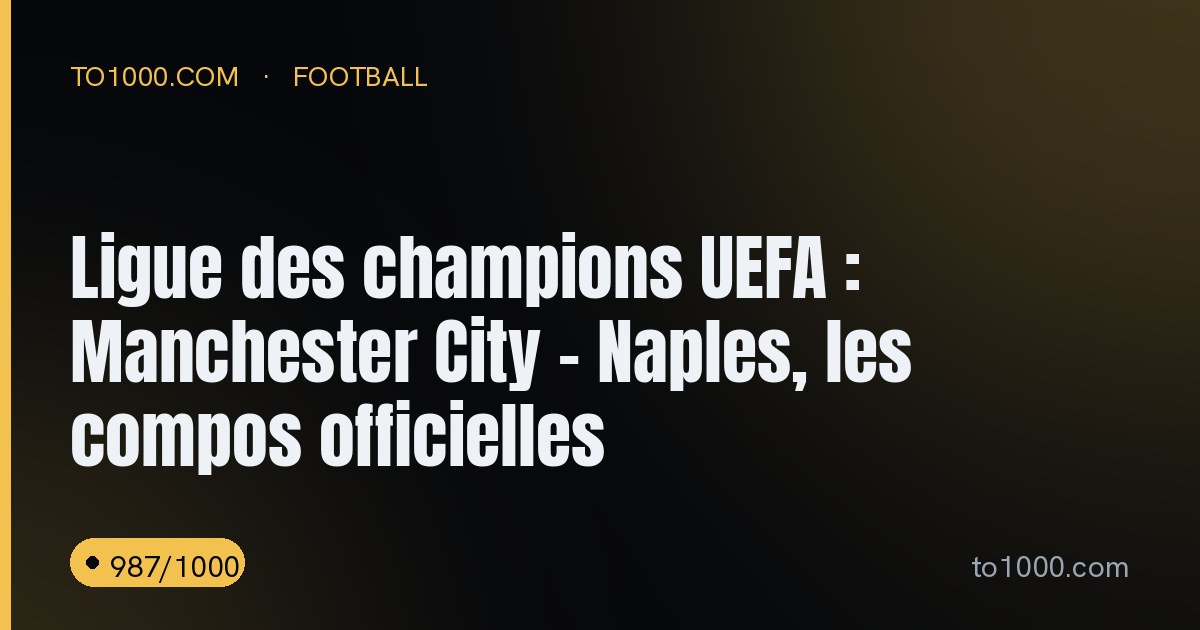 TO1000.COM · FOOTBALL
Ligue des champions UEFA :
Manchester City - Naples, les
compos officielles
987/1000
to1000.com